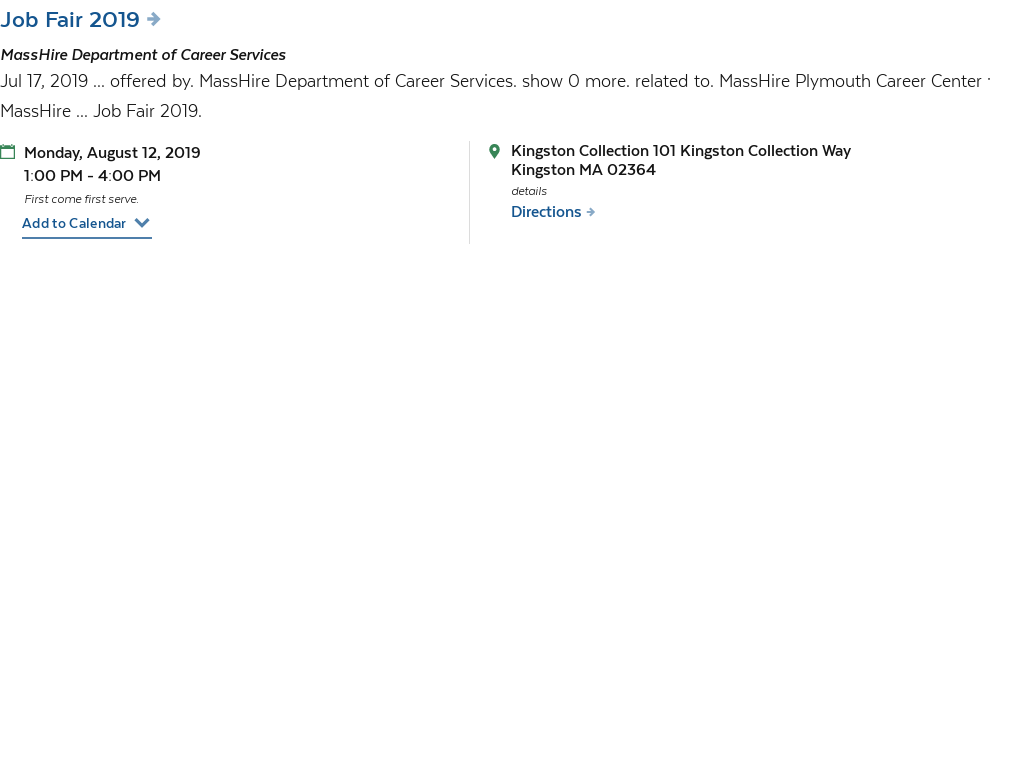 Job Fair 2019
MassHire Department of Career Services
Jul 17, 2019 ... offered by. MassHire Department of Career Services. show 0 more. related to. MassHire Plymouth Career Center ·
MassHire ... Job Fair 2019.
Monday, August 12, 2019
1:00 PM - 4:00 PM
First come first serve.
Add to Calendar
Kingston Collection 101 Kingston Collection Way
Kingston MA 02364
details
Directions